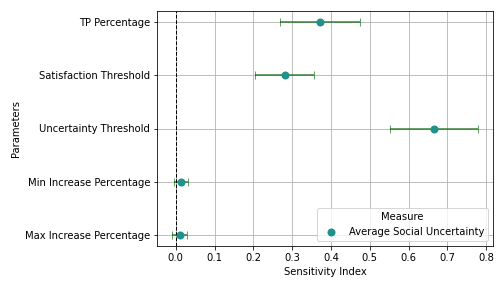 TP Percentage
Satisfaction Threshold
Uncertainty Threshold
Min Increase Percentage
Max Increase Percentage
Parameters
Measure
Average Social Uncertainty
0.0 0.1 0.2 0.3 0.4 0.5 0.6 0.7 0.8
Sensitivity Index